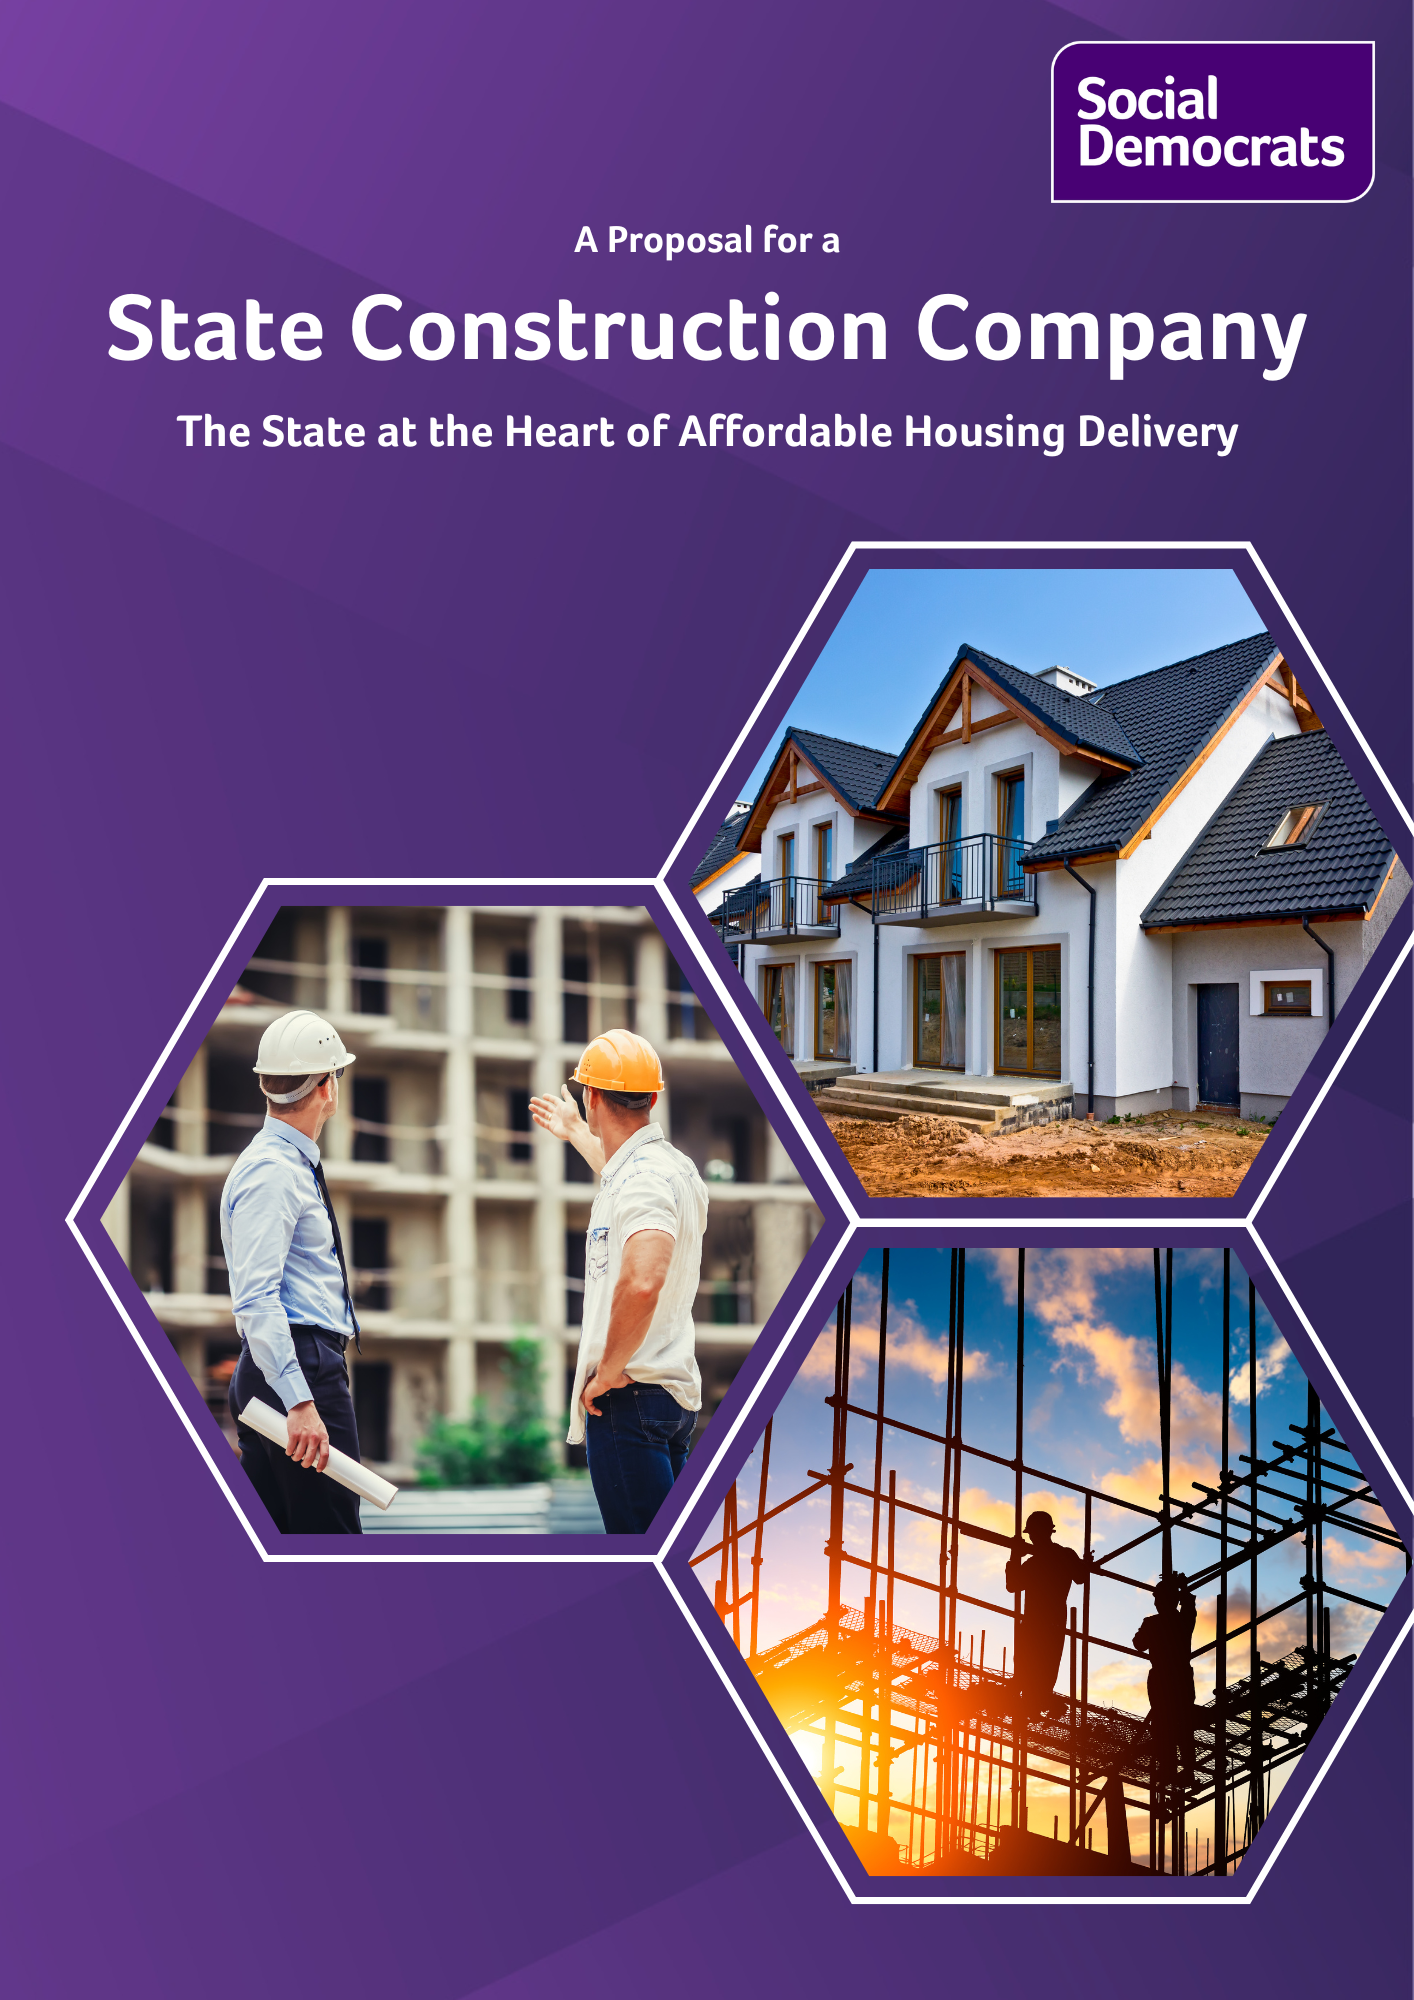 Social
Democrats
A Proposal for a
State Construction Company
The State at the Heart of Affordable Housing Delivery